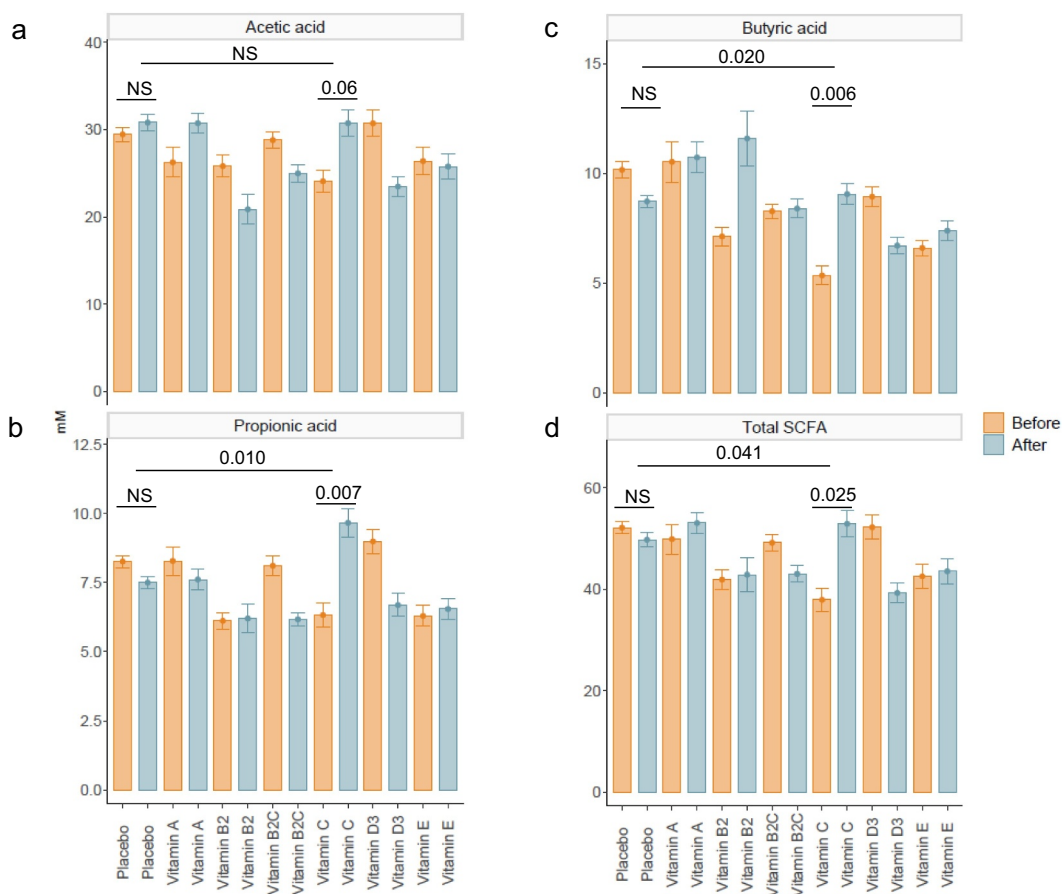 a
Acetic acid
40
30
20
10
0
NS
NS
0.06
c
Butyric acid
15
10
5
0
0.020
NS
0.006
mM
b
Propionic acid
12.5
10.0
7.5
5.0
2.5
0.0
0.010
NS
0.007
Placebo
Placebo
Vitamin A
Vitamin A
Vitamin B2
Vitamin B2
Vitamin B2C
Vitamin B2C
Vitamin C
Vitamin C
Vitamin D3
Vitamin D3
Vitamin E
Vitamin E
d
Total SCFA
60
40
20
0
0.041
NS
0.025
Placebo
Placebo
Vitamin A
Vitamin A
Vitamin B2
Vitamin B2
Vitamin B2C
Vitamin B2C
Vitamin C
Vitamin C
Vitamin D3
Vitamin D3
Vitamin E
Vitamin E
Before
After